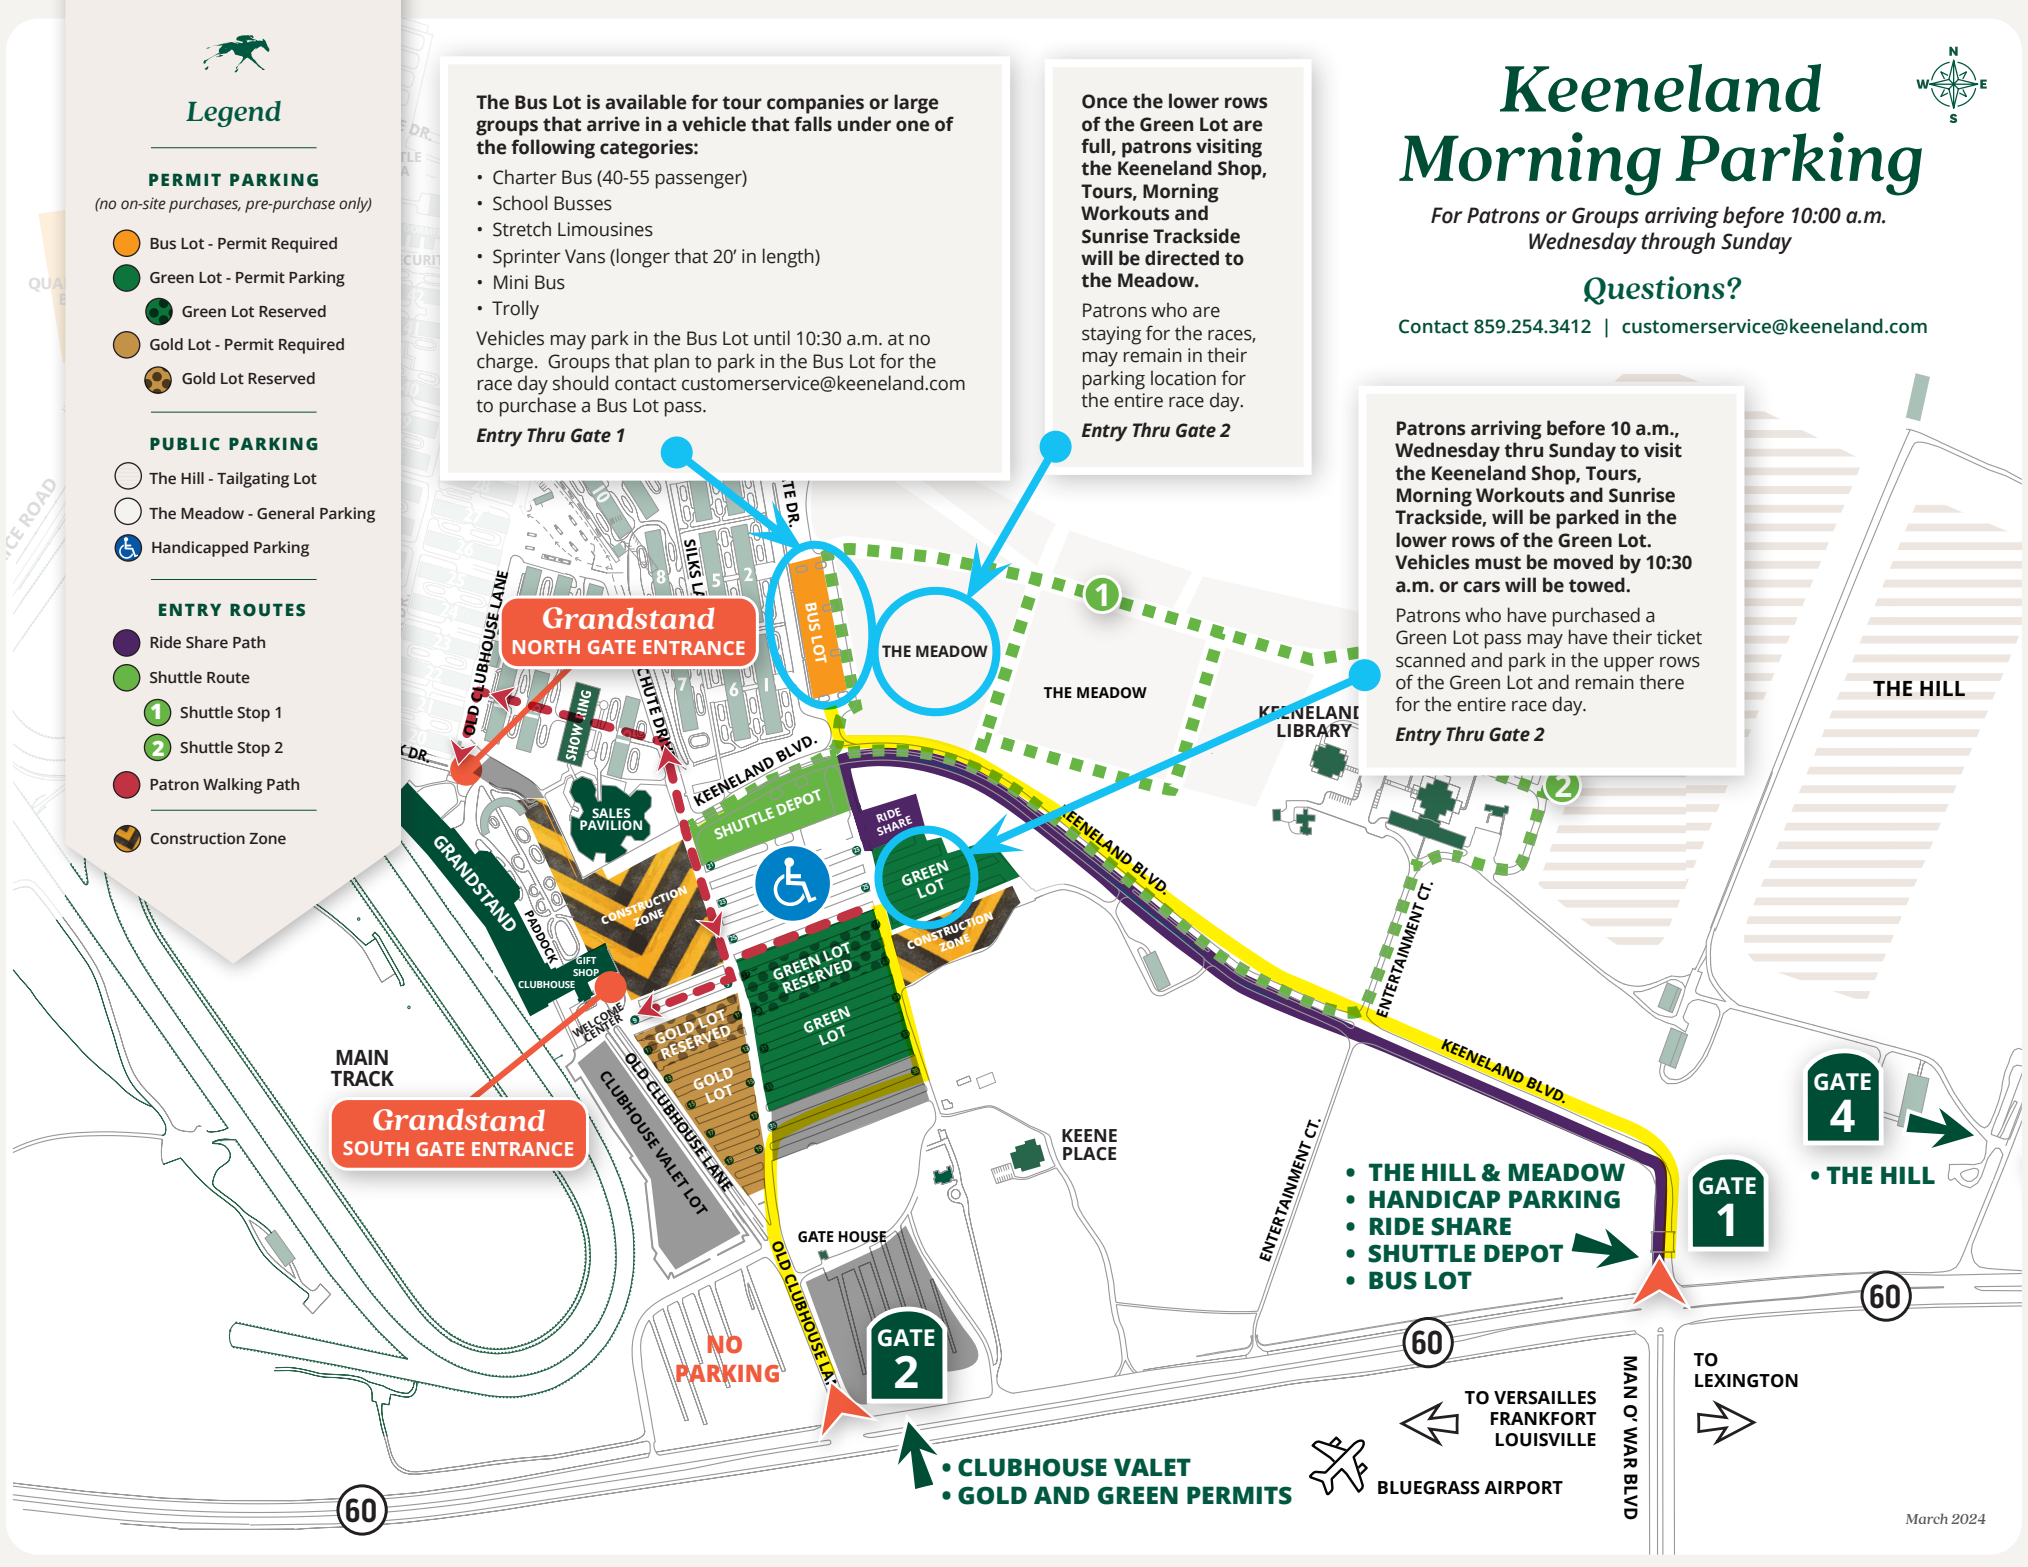 Legend
PERMIT PARKING
(no on-site purchases, pre-purchase only)
Bus Lot - Permit Required
Green Lot - Permit Parking
Green Lot Reserved
Gold Lot - Permit Required
Gold Lot Reserved
PUBLIC PARKING
The Hill - Tailgating Lot
The Meadow - General Parking
Handicapped Parking
ENTRY ROUTES
Ride Share Path
Shuttle Route
1 Shuttle Stop 1
2 Shuttle Stop 2
Patron Walking Path
Construction Zone
The Bus Lot is available for tour companies or large
groups that arrive in a vehicle that falls under one of
the following categories:
• Charter Bus (40-55 passenger)
• School Busses
• Stretch Limousines
• Sprinter Vans (longer that 20’ in length)
• Mini Bus
• Trolly
Vehicles may park in the Bus Lot until 10:30 a.m. at no
charge. Groups that plan to park in the Bus Lot for the
race day should contact customerservice@keeneland.com
to purchase a Bus Lot pass.
Entry Thru Gate 1
Once the lower rows
of the Green Lot are
full, patrons visiting
the Keeneland Shop,
Tours, Morning
Workouts and
Sunrise Trackside
will be directed to
the Meadow.
Patrons who are
staying for the races,
may remain in their
parking location for
the entire race day.
Entry Thru Gate 2
Keeneland
Morning Parking
For Patrons or Groups arriving before 10:00 a.m.
Wednesday through Sunday
Questions?
Contact 859.254.3412 | customerservice@keeneland.com
N
W E
S
Patrons arriving before 10 a.m.,
Wednesday thru Sunday to visit
the Keeneland Shop, Tours,
Morning Workouts and Sunrise
Trackside, will be parked in the
lower rows of the Green Lot.
Vehicles must be moved by 10:30
a.m. or cars will be towed.
Patrons who have purchased a
Green Lot pass may have their ticket
scanned and park in the upper rows
of the Green Lot and remain there
for the entire race day.
Entry Thru Gate 2
10
8
5
2
7
6
1
OLD CLUBHOUSE LANE
Grandstand
NORTH GATE ENTRANCE
BUS LOT
THE MEADOW
THE MEADOW
1
KEENELAND
LIBRARY
THE HILL
2
SHOW RING
CHUTE DRIVE
KEENELAND BLVD.
SALES
PAVILION
SHUTTLE DEPOT
RIDE
SHARE
GREEN
LOT
KEENELAND BLVD.
CONSTRUCTION
ZONE
CONSTRUCTION
ZONE
GRANDSTAND
PADDOCK
GIFT
SHOP
CLUBHOUSE
WELCOME
CENTER
GREEN LOT
RESERVED
GREEN
LOT
GOLD LOT
RESERVED
GOLD
LOT
OLD CLUBHOUSE LANE
CLUBHOUSE VALET LOT
MAIN
TRACK
Grandstand
SOUTH GATE ENTRANCE
ENTERTAINMENT CT.
KEENELAND BLVD.
ENTERTAINMENT CT.
KEENE
PLACE
GATE HOUSE
OLD CLUBHOUSE LA
NO
PARKING
GATE
4
• THE HILL
GATE
1
• THE HILL & MEADOW
• HANDICAP PARKING
• RIDE SHARE
• SHUTTLE DEPOT
• BUS LOT
GATE
2
• CLUBHOUSE VALET
• GOLD AND GREEN PERMITS
60
60
60
TO VERSAILLES
FRANKFORT
LOUISVILLE
TO
LEXINGTON
MAN O’ WAR BLVD
BLUEGRASS AIRPORT
March 2024